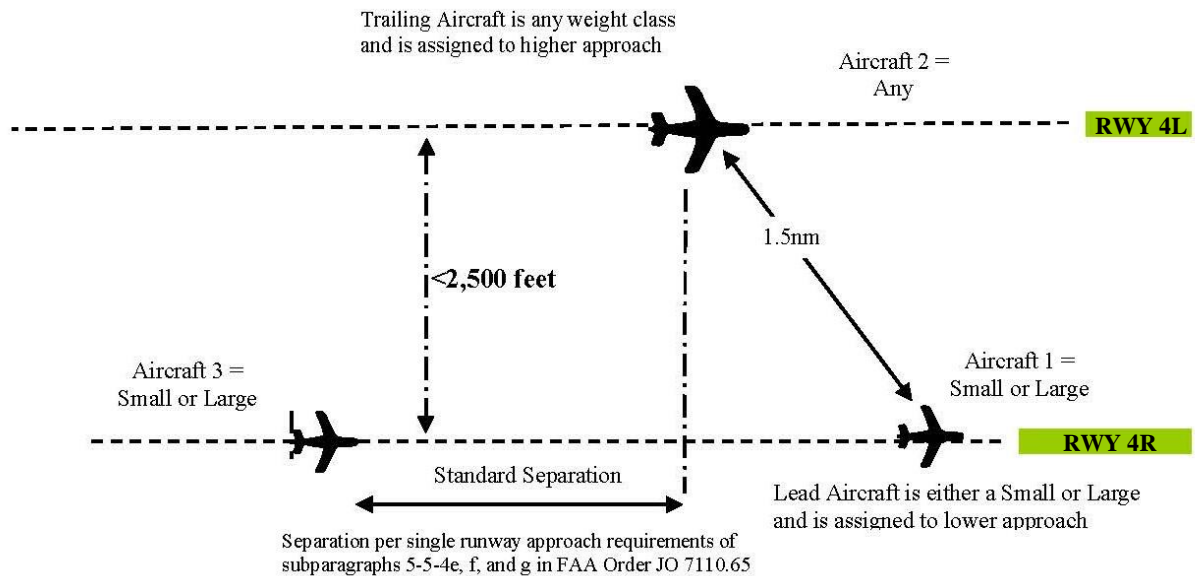 Trailing Aircraft is any weight class
and is assigned to higher approach
Aircraft 2 =
Any
RWY 4L
1.5nm
<2,500 feet
Aircraft 3 =
Small or Large
Aircraft 1 =
Small or Large
RWY 4R
Standard Separation
Lead Aircraft is either a Small or Large
and is assigned to lower approach
Separation per single runway approach requirements of
subparagraphs 5-5-4e, f, and g in FAA Order JO 7110.65